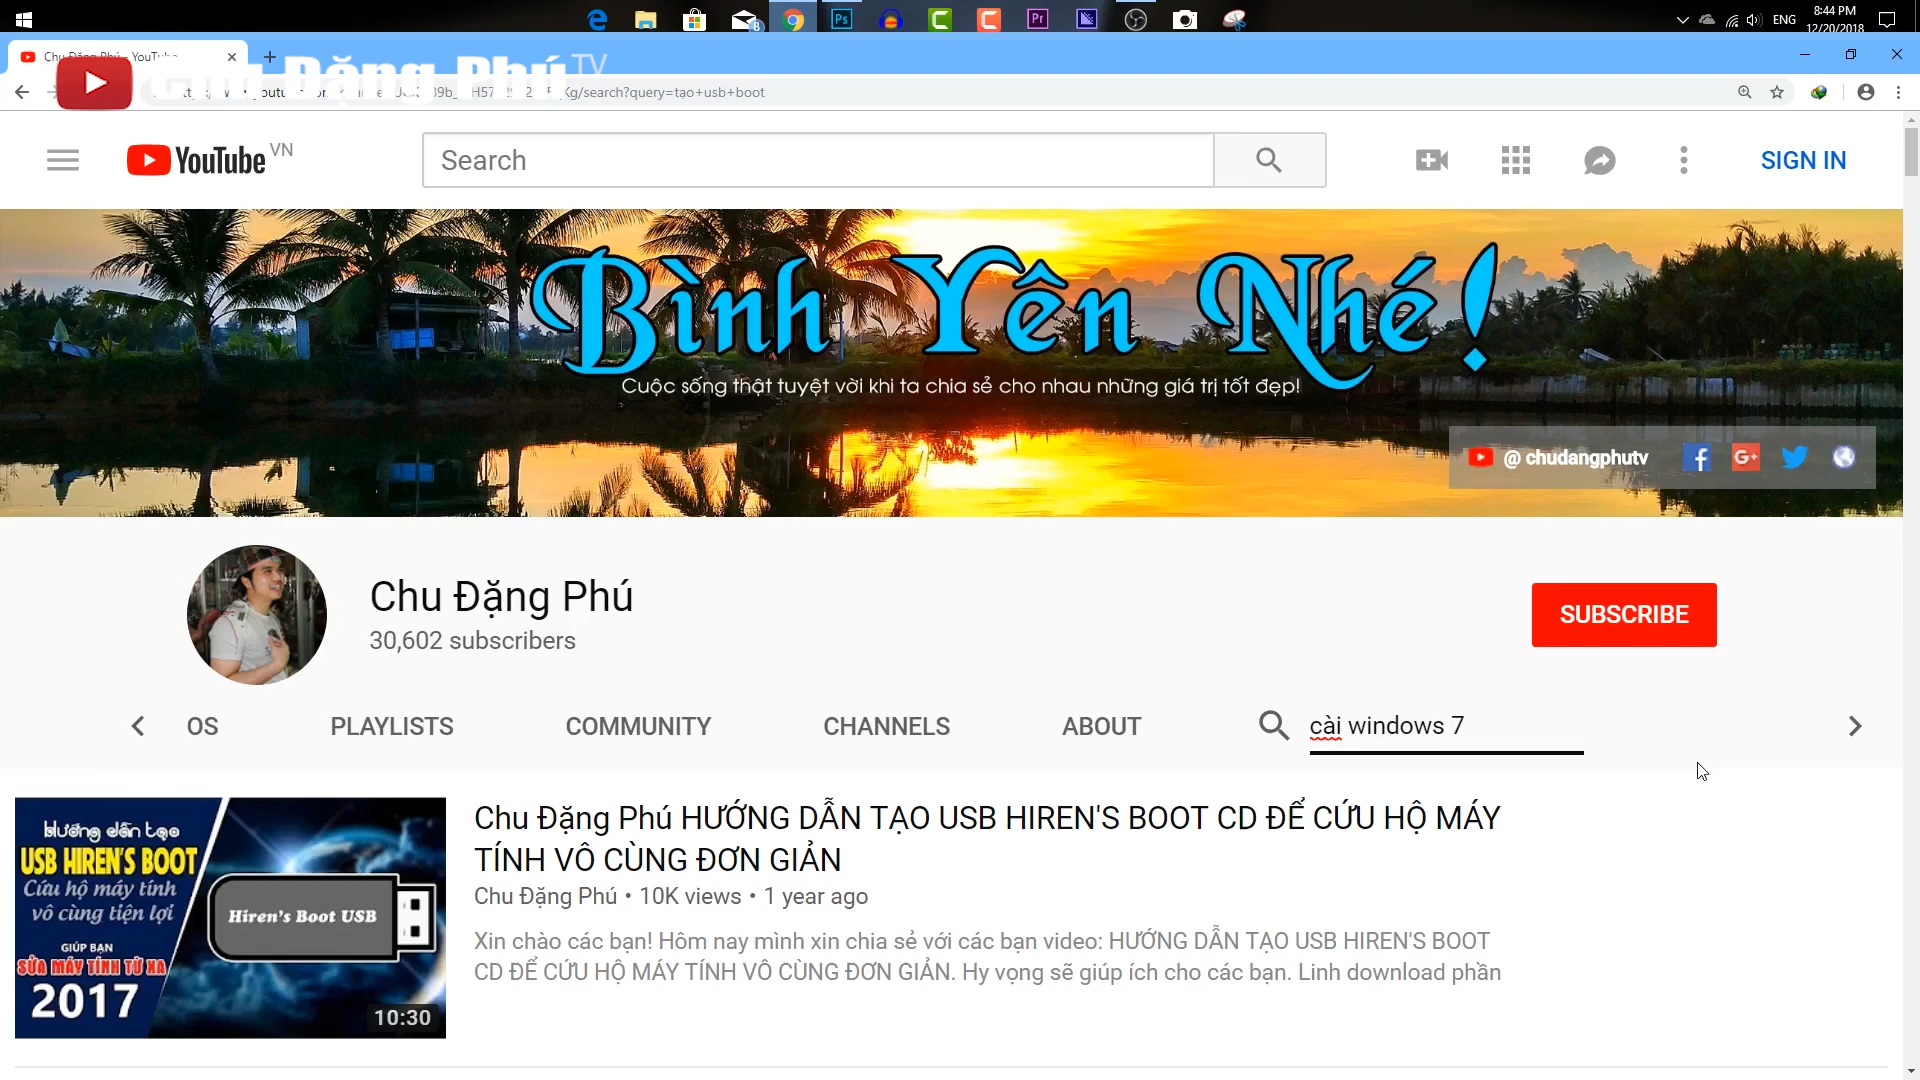 8:44 PM
ENG
12/20/2018
Chu Đặng Phú - YouTube
Chu Đặng Phú TV
/search?query=tạo+usb+boot
YouTube VN
Search
SIGN IN
Bình Yên Nhé!
Cuộc sống thật tuyệt vời khi ta chia sẻ cho nhau những giá trị tốt đẹp!
@ chudangphutv
Chu Đặng Phú
30,602 subscribers
SUBSCRIBE
OS PLAYLISTS COMMUNITY CHANNELS ABOUT cài windows 7
Hướng dẫn tạo
USB HIREN'S BOOT
Cứu hộ máy tính
vô cùng tiện lợi
GIÚP BẠN
SỬA MÁY TÍNH TỪ XA
2017
Hiren's Boot USB
10:30
Chu Đặng Phú HƯỚNG DẪN TẠO USB HIREN'S BOOT CD ĐỂ CỨU HỘ MÁY
TÍNH VÔ CÙNG ĐƠN GIẢN
Chu Đặng Phú • 10K views • 1 year ago
Xin chào các bạn! Hôm nay mình xin chia sẻ với các bạn video: HƯỚNG DẪN TẠO USB HIREN'S BOOT
CD ĐỂ CỨU HỘ MÁY TÍNH VÔ CÙNG ĐƠN GIẢN. Hy vọng sẽ giúp ích cho các bạn. Linh download phần